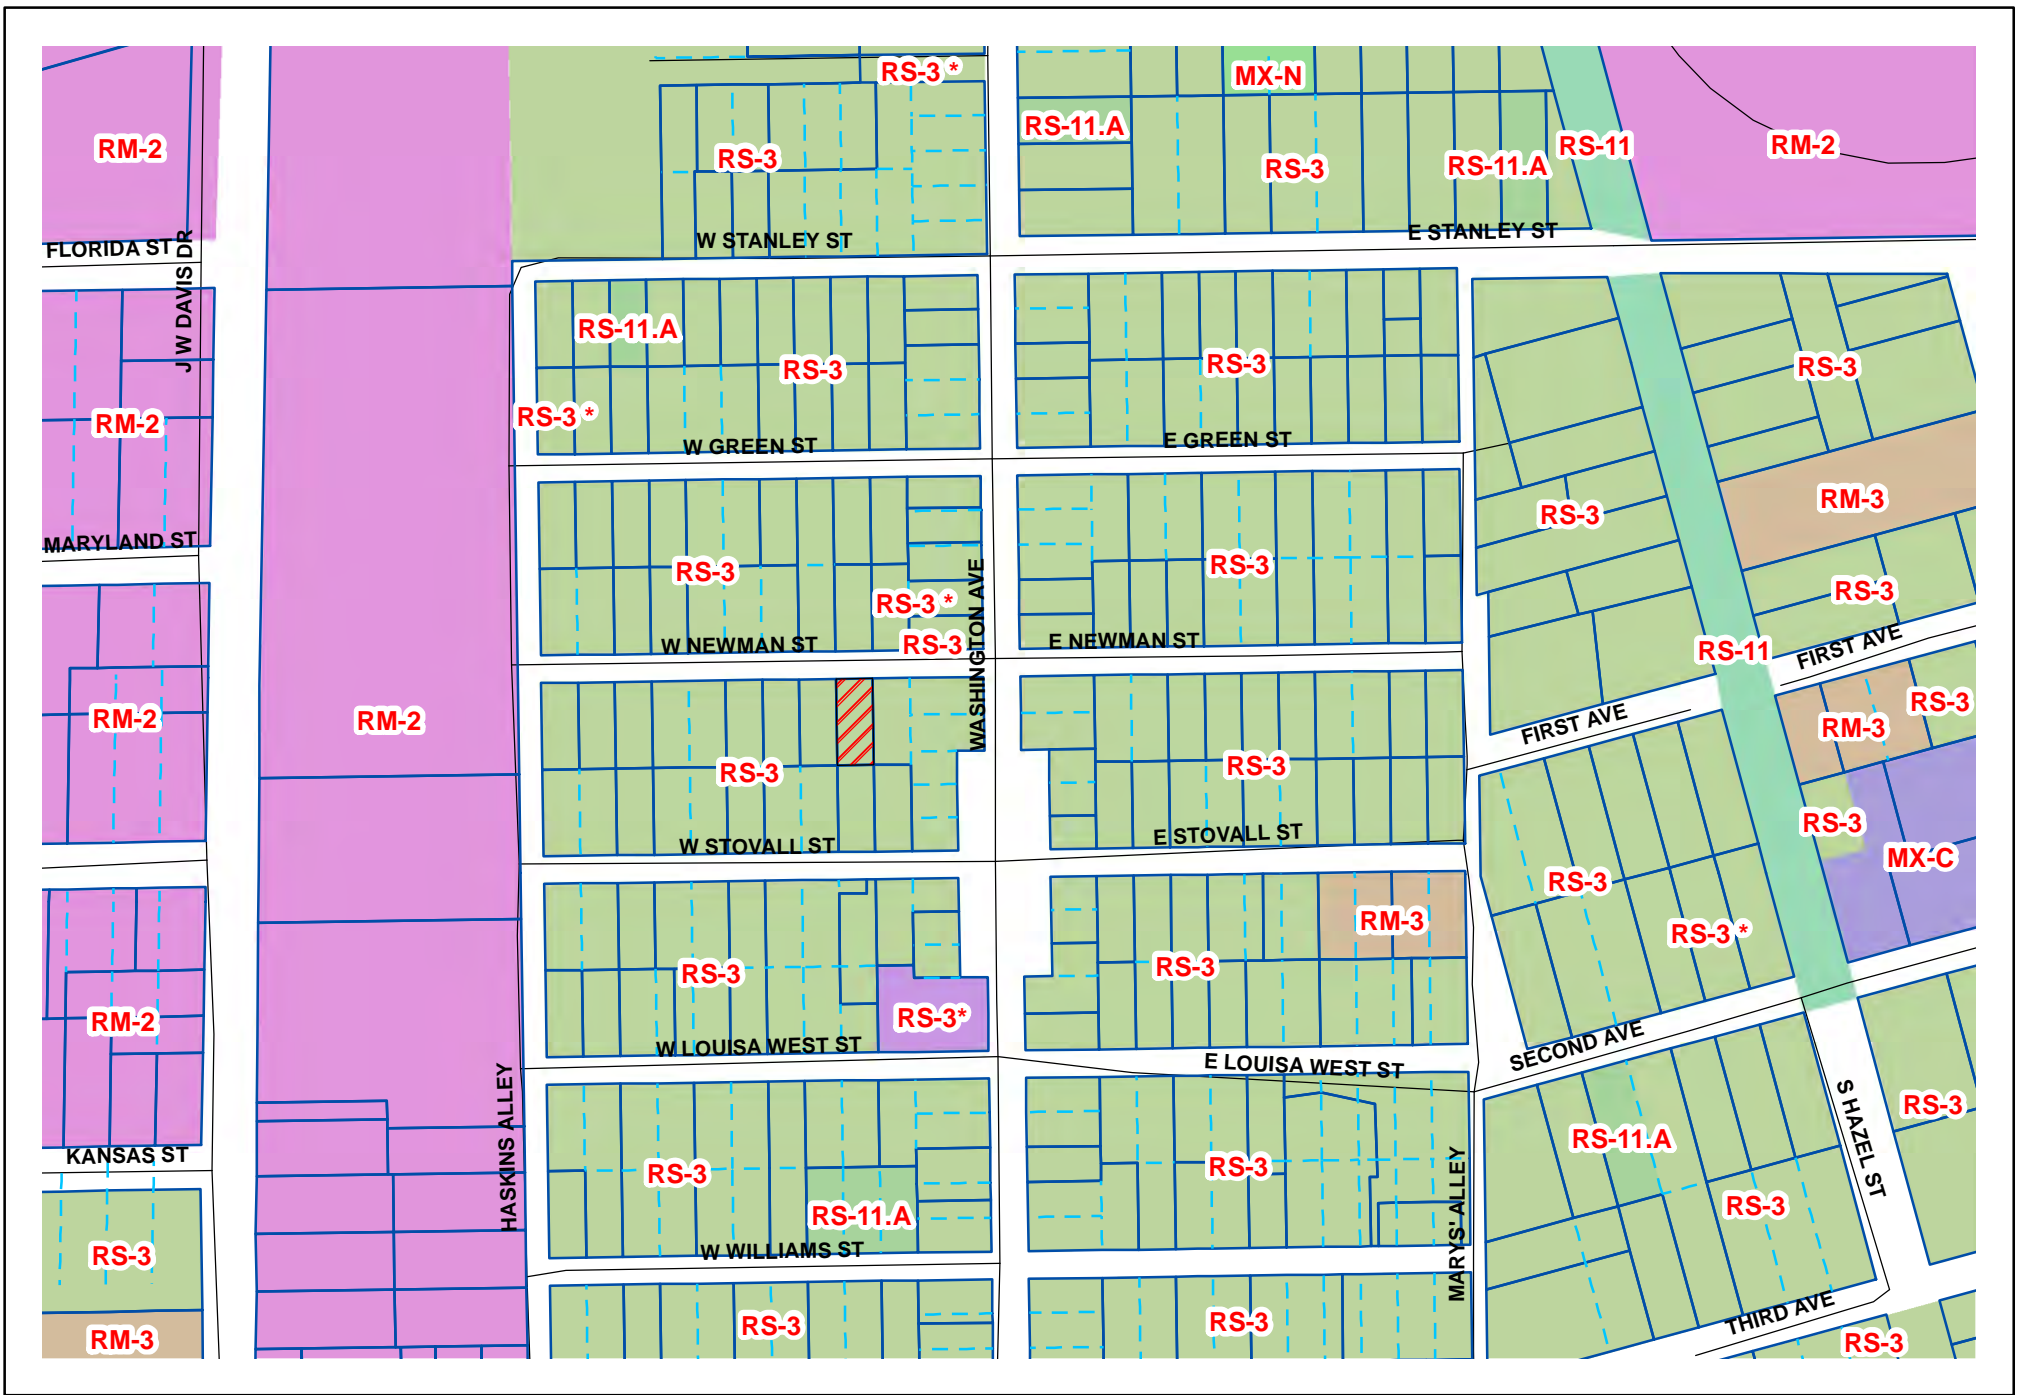 RS-3 *
MX-N
RS-11.A
RM-2
RS-3
RS-3
RS-11.A
RS-11
RM-2
W STANLEY ST
E STANLEY ST
FLORIDA ST
J W DAVIS DR
RS-11.A
RS-3
RS-3
RS-3
RS-3 *
RM-2
W GREEN ST
E GREEN ST
RM-3
RS-3
MARYLAND ST
RS-3
RS-3
RS-3
RS-3 *
WASHINGTON AVE
W NEWMAN ST
RS-3
E NEWMAN ST
RS-11
FIRST AVE
RM-2
RM-2
RS-3
FIRST AVE
RM-3
RS-3
RS-3
RS-3
W STOVALL ST
E STOVALL ST
RS-3
MX-C
RS-3
RM-3
RS-3 *
RS-3
RS-3
RM-2
RS-3*
W LOUISA WEST ST
E LOUISA WEST ST
SECOND AVE
HASKINS ALLEY
S HAZEL ST
RS-3
KANSAS ST
RS-3
RS-3
RS-11.A
MARYS' ALLEY
RS-11.A
RS-3
RS-3
W WILLIAMS ST
RM-3
RS-3
RS-3
THIRD AVE
RS-3